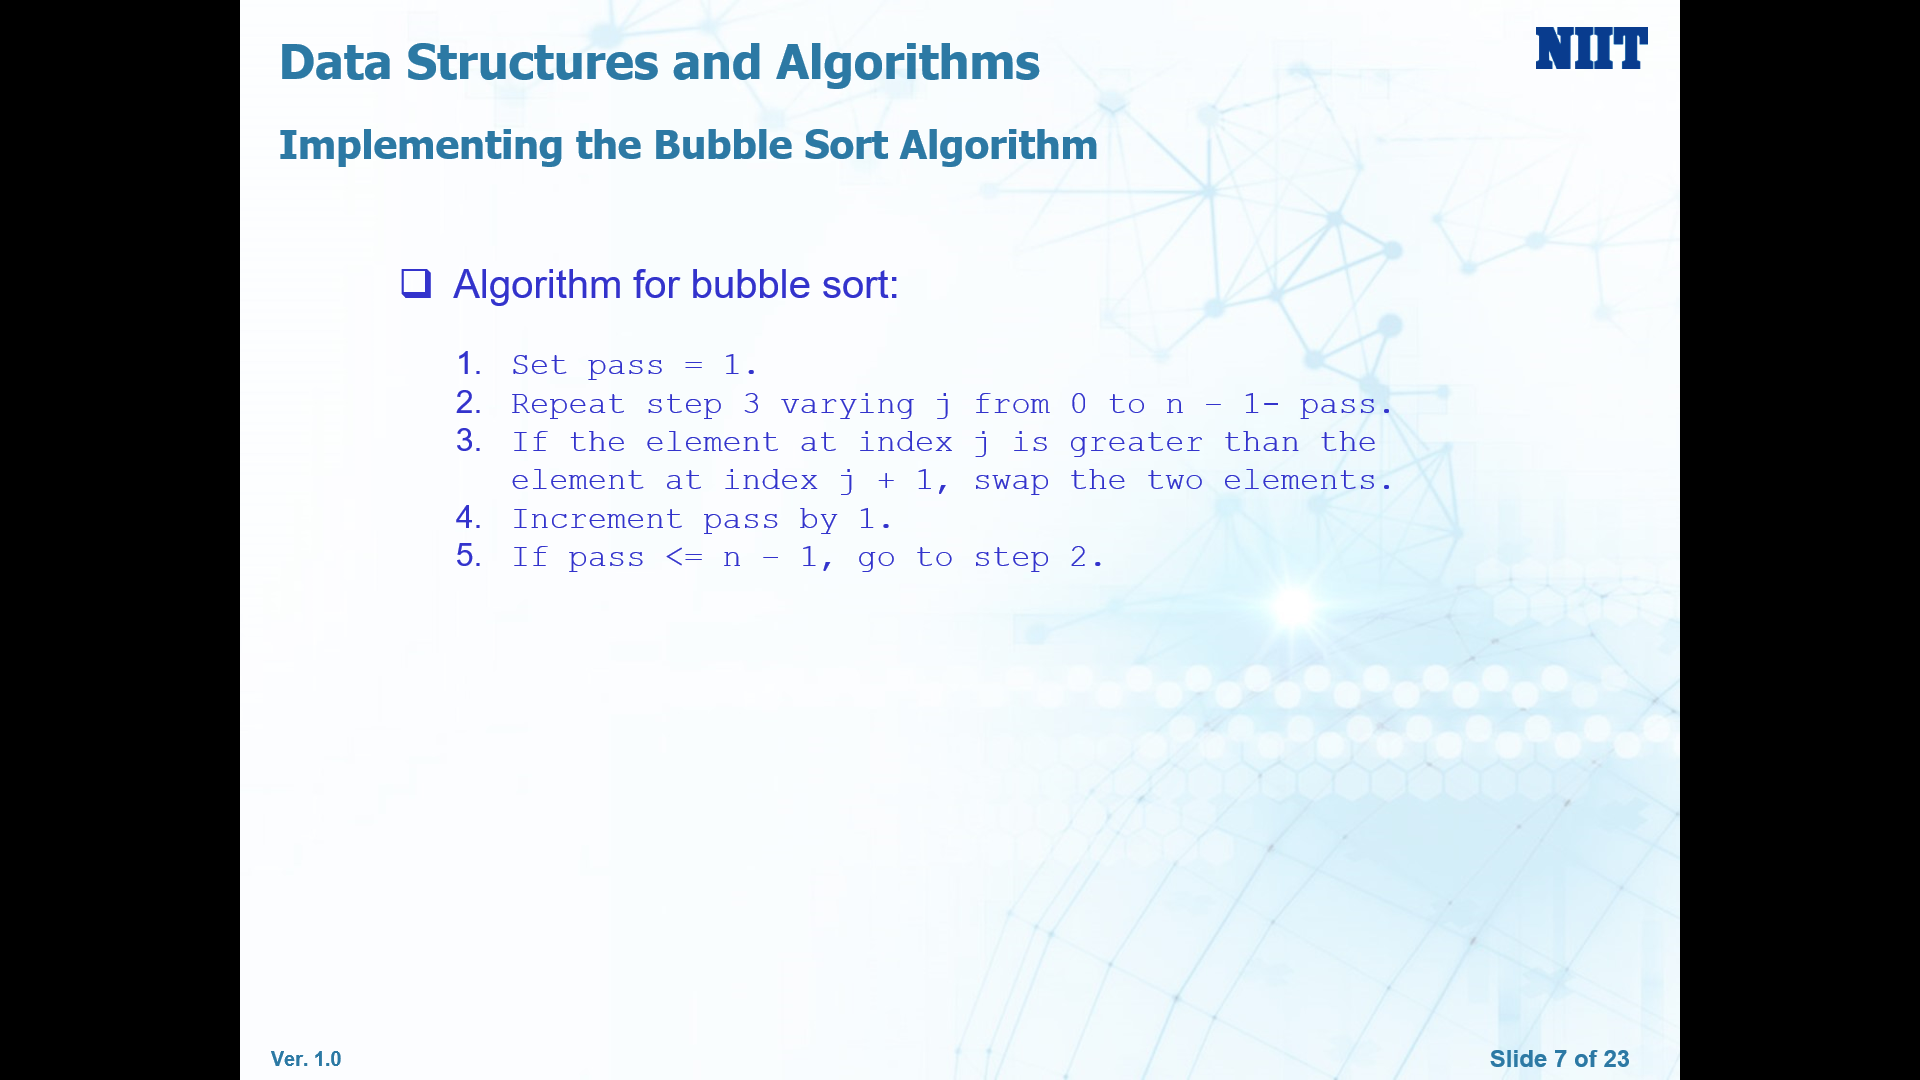 Data Structures and Algorithms
NIIT
Implementing the Bubble Sort Algorithm
Algorithm for bubble sort:
1. Set pass = 1.
2. Repeat step 3 varying j from 0 to n – 1- pass.
3. If the element at index j is greater than the
element at index j + 1, swap the two elements.
4. Increment pass by 1.
5. If pass <= n – 1, go to step 2.
Ver. 1.0
Slide 7 of 23